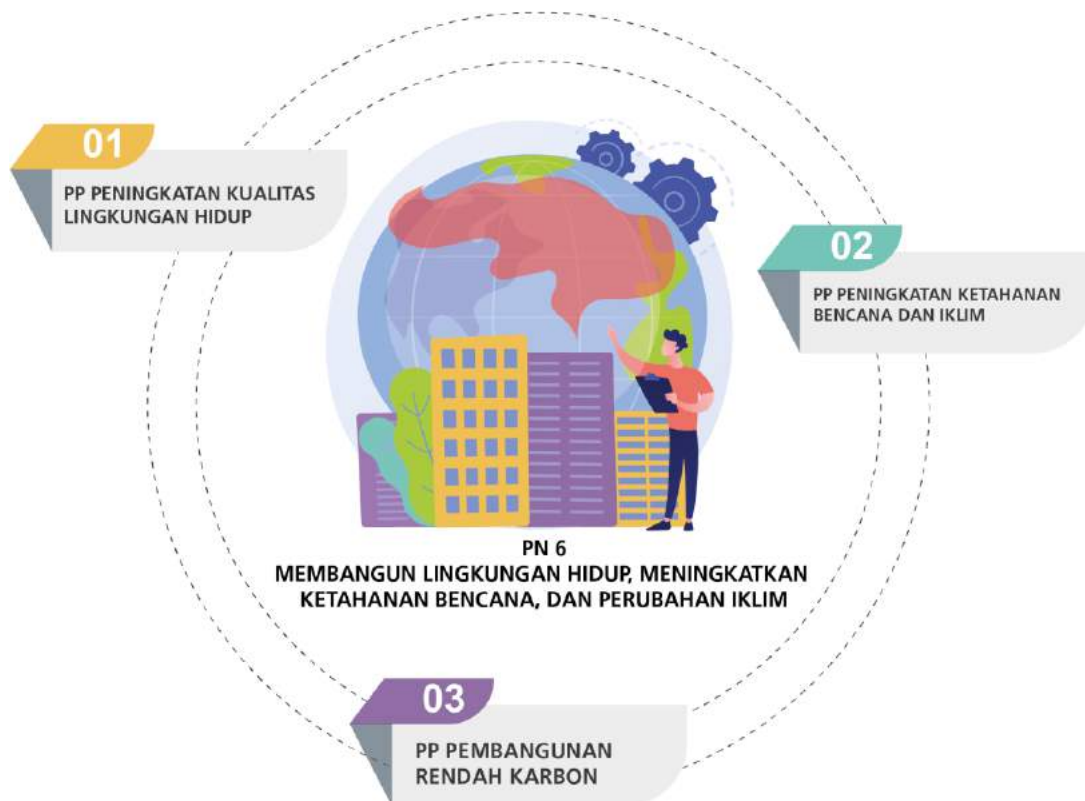 01
PP PENINGKATAN KUALITAS
LINGKUNGAN HIDUP
02
PP PENINGKATAN KETAHANAN
BENCANA DAN IKLIM
PN 6
MEMBANGUN LINGKUNGAN HIDUP, MENINGKATKAN
KETAHANAN BENCANA, DAN PERUBAHAN IKLIM
03
PP PEMBANGUNAN
RENDAH KARBON